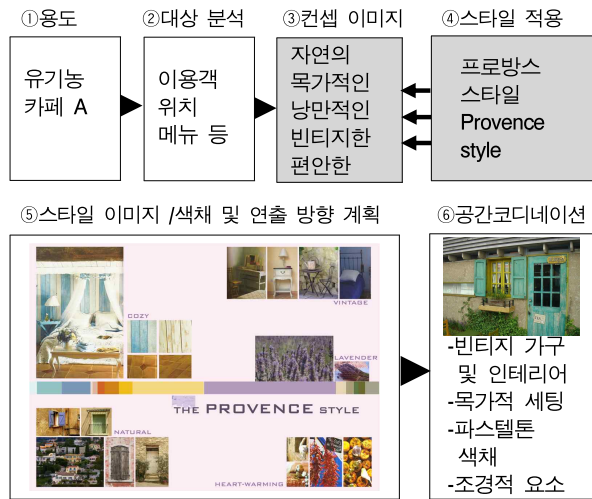 ①용도
②대상 분석
③컨셉 이미지
④스타일 적용
유기농
카페 A
이용객
위치
메뉴 등
자연의
목가적인
낭만적인
빈티지한
편안한
프로방스
스타일
Provence
style
⑤스타일 이미지 /색채 및 연출 방향 계획
⑥공간코디네이션
VINTAGE
COZY
LAVENDER
THE PROVENCE STYLE
NATURAL
HEART-WARMING
-빈티지 가구
및 인테리어
-목가적 세팅
-파스텔톤
색채
-조경적 요소